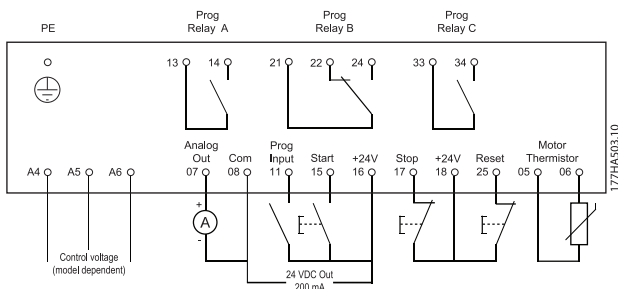 PE
Prog
Relay A
Prog
Relay B
Prog
Relay C
13 14 21 22 24 33 34
Analog
Out
Com
Prog
Input
Start
+24V
Stop
+24V
Reset
Motor
Thermistor
A4 A5 A6 07 08 11 15 16 17 18 25 05 06
+
A
-
Control voltage
(model dependent)
24 VDC Out
200 mA
177HA503.10